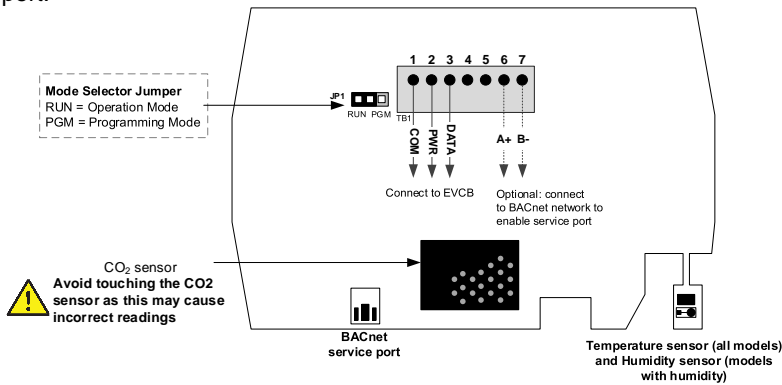 port.
1 2 3 4 5 6 7
Mode Selector Jumper
RUN = Operation Mode
PGM = Programming Mode
JP1
RUN PGM
TB1
COM
PWR
DATA
A+ B-
Connect to EVCB
Optional: connect
to BACnet network to
enable service port
CO₂ sensor
Avoid touching the CO2
sensor as this may cause
incorrect readings
BACnet
service port
Temperature sensor (all models)
and Humidity sensor (models
with humidity)